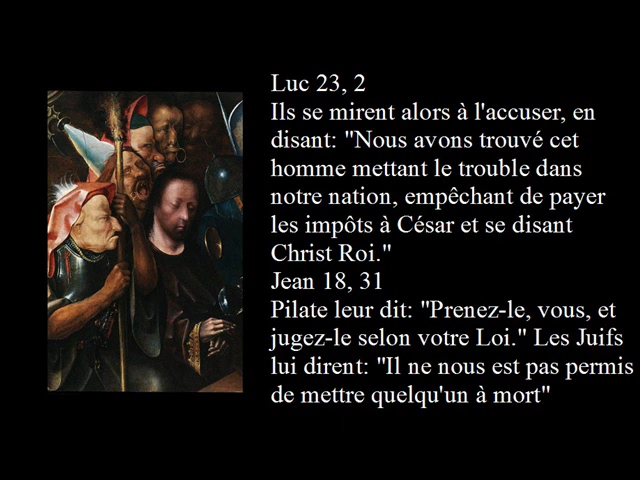 Luc 23, 2
Ils se mirent alors à l'accuser, en
disant: "Nous avons trouvé cet
homme mettant le trouble dans
notre nation, empêchant de payer
les impôts à César et se disant
Christ Roi."
Jean 18, 31
Pilate leur dit: "Prenez-le, vous, et
jugez-le selon votre Loi." Les Juifs
lui dirent: "Il ne nous est pas permis
de mettre quelqu'un à mort"